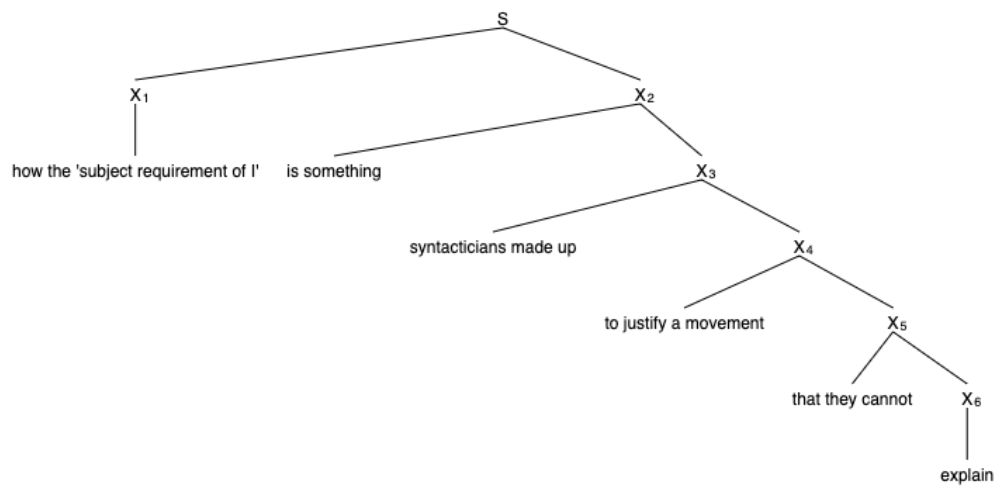 S
X₁
X₂
how the 'subject requirement of I'
is something
X₃
syntacticians made up
X₄
to justify a movement
X₅
that they cannot
X₆
explain